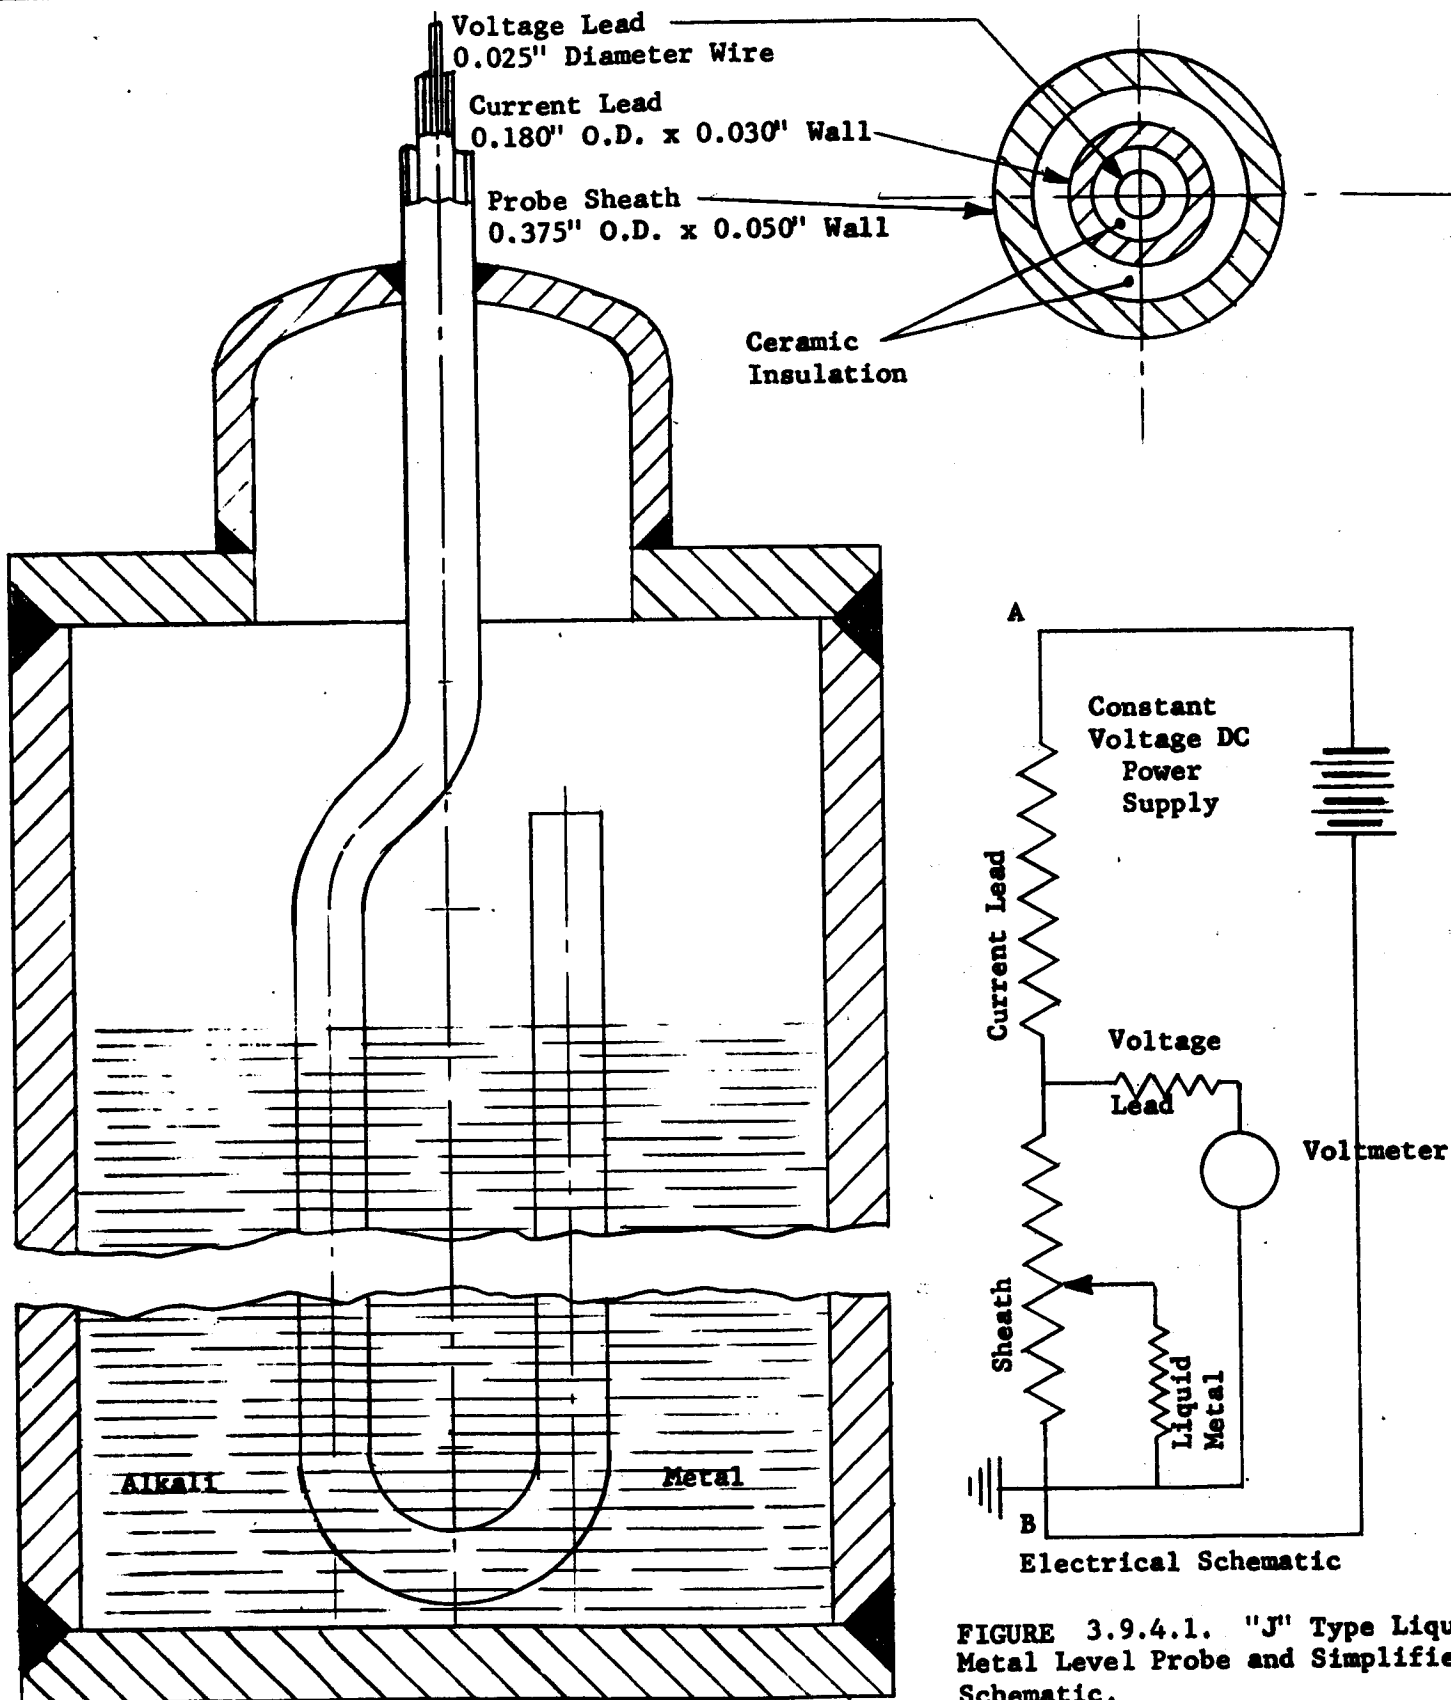 Voltage Lead
0.025" Diameter Wire
Current Lead
0.180" O.D. x 0.030" Wall
Probe Sheath
0.375" O.D. x 0.050" Wall
Ceramic
Insulation
A
Constant
Voltage DC
Power
Supply
Current Lead
Voltage
Lead
Voltmeter
Sheath
Liquid
Metal
Alkali Metal
B
Electrical Schematic
FIGURE 3.9.4.1. "J" Type Liqu
Metal Level Probe and Simplifie
Schematic.